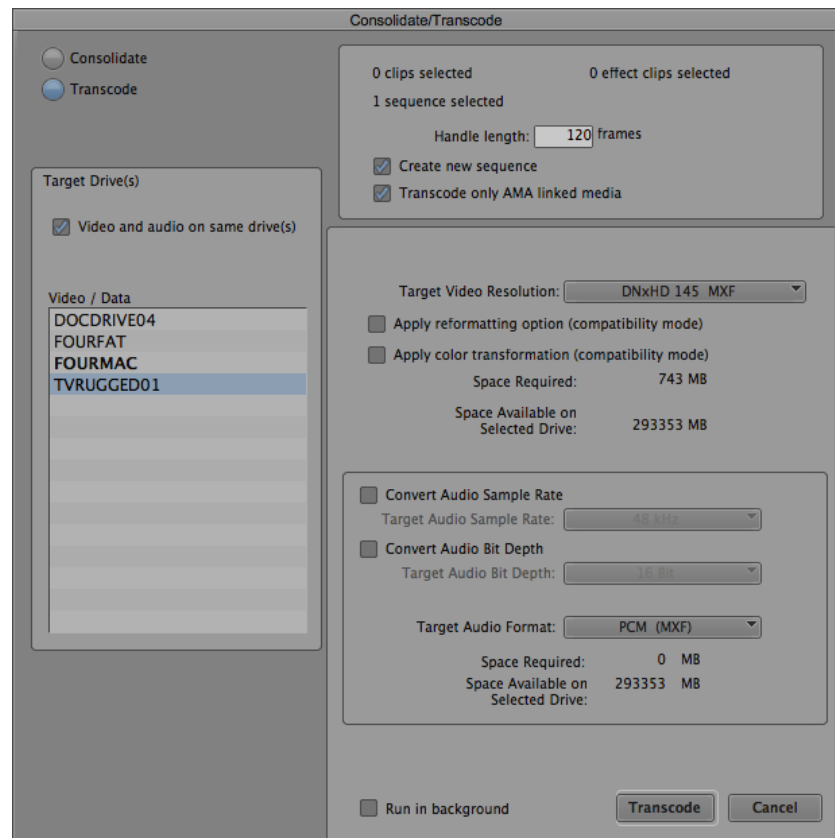 Consolidate/Transcode
Consolidate
Transcode
0 clips selected 0 effect clips selected
1 sequence selected
Handle length: 120 frames
Create new sequence
Transcode only AMA linked media
Target Drive(s)
Video and audio on same drive(s)
Video / Data
DOCDRIVE04
FOURFAT
FOURMAC
TVRUGGED01
Target Video Resolution: DNxHD 145 MXF
Apply reformatting option (compatibility mode)
Apply color transformation (compatibility mode)
Space Required: 743 MB
Space Available on
Selected Drive: 293353 MB
Convert Audio Sample Rate
Target Audio Sample Rate: 48 kHz
Convert Audio Bit Depth
Target Audio Bit Depth: 16 Bit
Target Audio Format: PCM (MXF)
Space Required: 0 MB
Space Available on 293353 MB
Selected Drive:
Run in background
Transcode Cancel